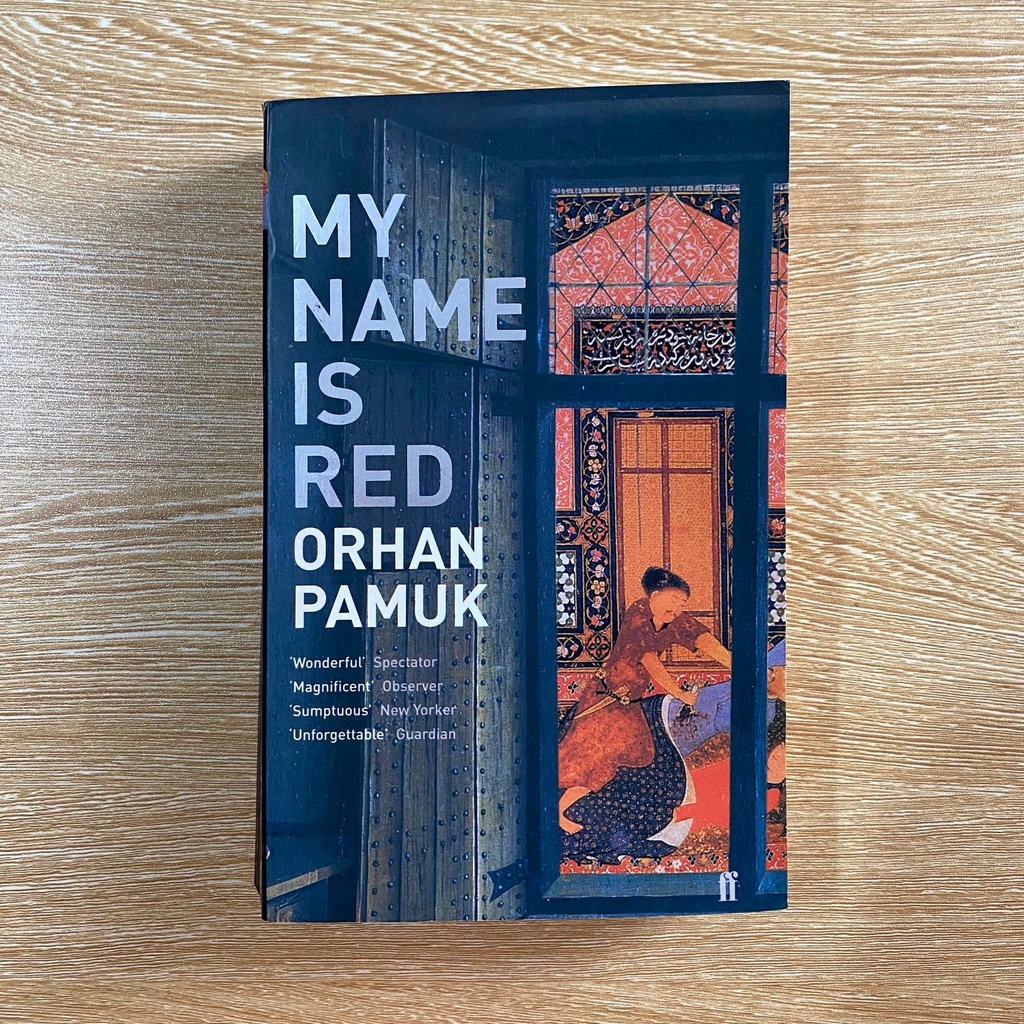 MY
NAME
IS
RED
ORHAN
PAMUK
‘Wonderful’ Spectator
‘Magnificent’ Observer
‘Sumptuous’ New Yorker
‘Unforgettable’ Guardian
ff